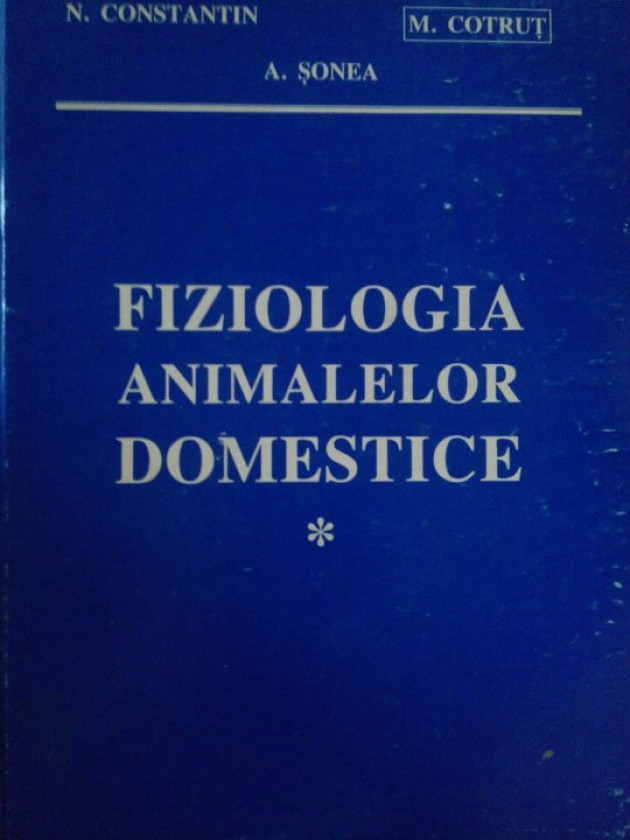 N. CONSTANTIN
M. COTRUȚ
A. ȘONEA
FIZIOLOGIA
ANIMALELOR
DOMESTICE
*